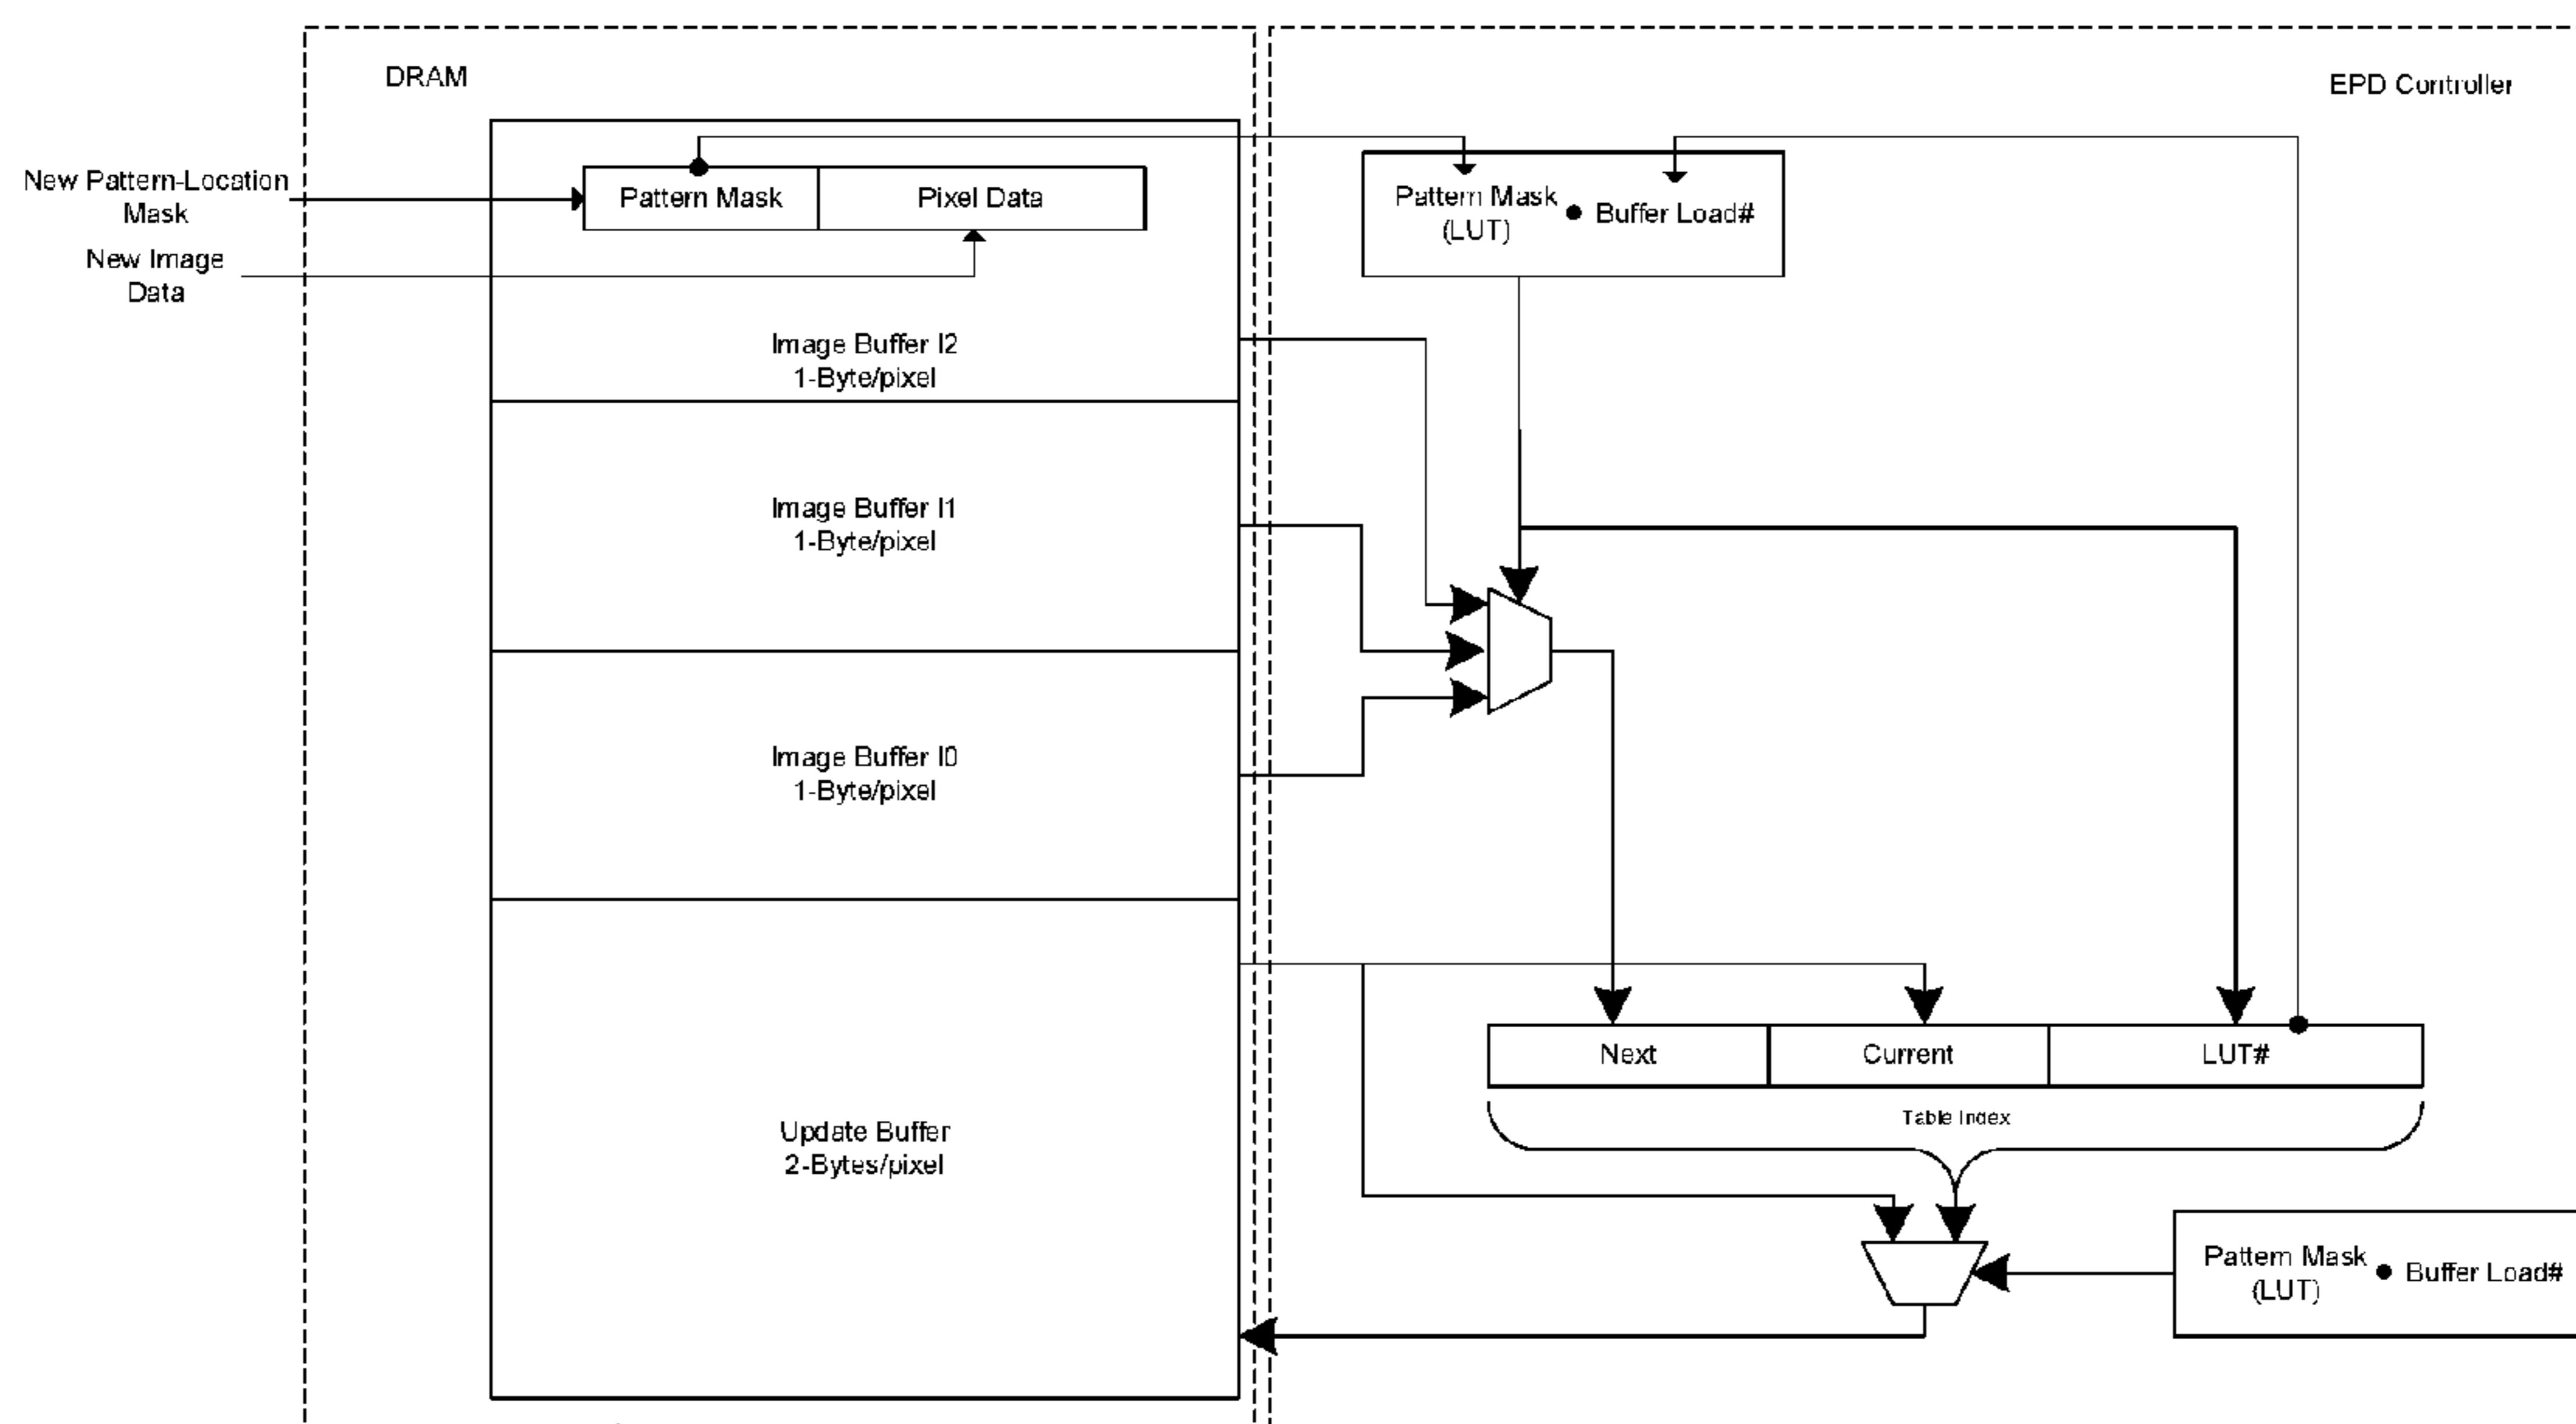 DRAM
EPD Controller
New Pattern-Location
Mask
Pattern Mask
Pixel Data
Pattern Mask
(LUT)
Buffer Load#
New Image
Data
Image Buffer I2
1-Byte/pixel
Image Buffer I1
1-Byte/pixel
Image Buffer I0
1-Byte/pixel
Next
Current
LUT#
Table Index
Update Buffer
2-Bytes/pixel
Pattern Mask
(LUT)
Buffer Load#